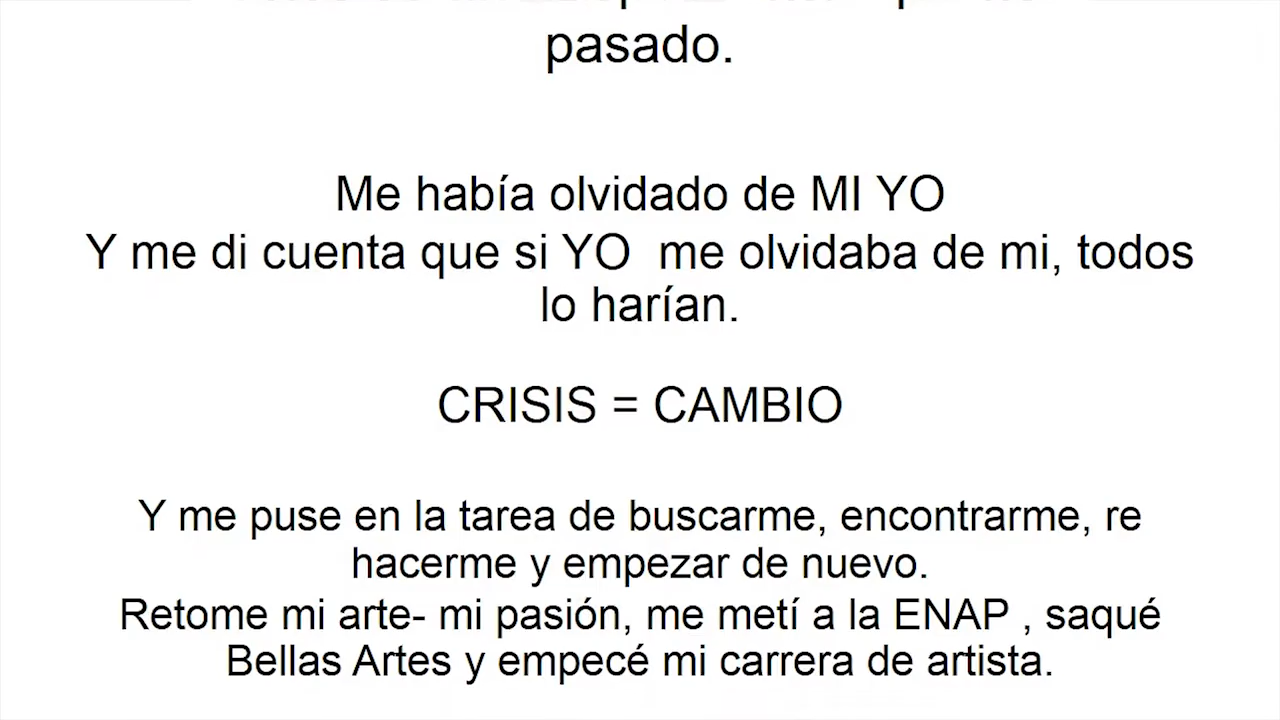 pasado.
Me había olvidado de MI YO
Y me di cuenta que si YO  me olvidaba de mi, todos
lo harían.
CRISIS = CAMBIO
Y me puse en la tarea de buscarme, encontrarme, re
hacerme y empezar de nuevo.
Retome mi arte- mi pasión, me metí a la ENAP , saqué
Bellas Artes y empecé mi carrera de artista.